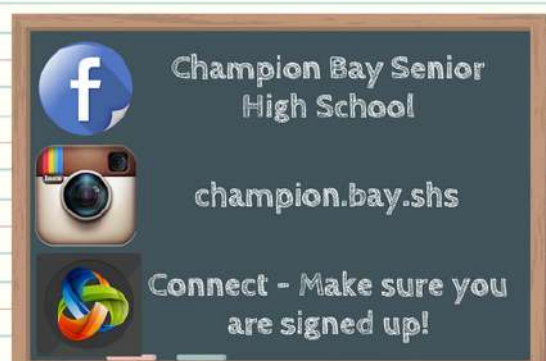 Champion Bay Senior
High School
champion.bay.shs
Connect - Make sure you
are signed up!